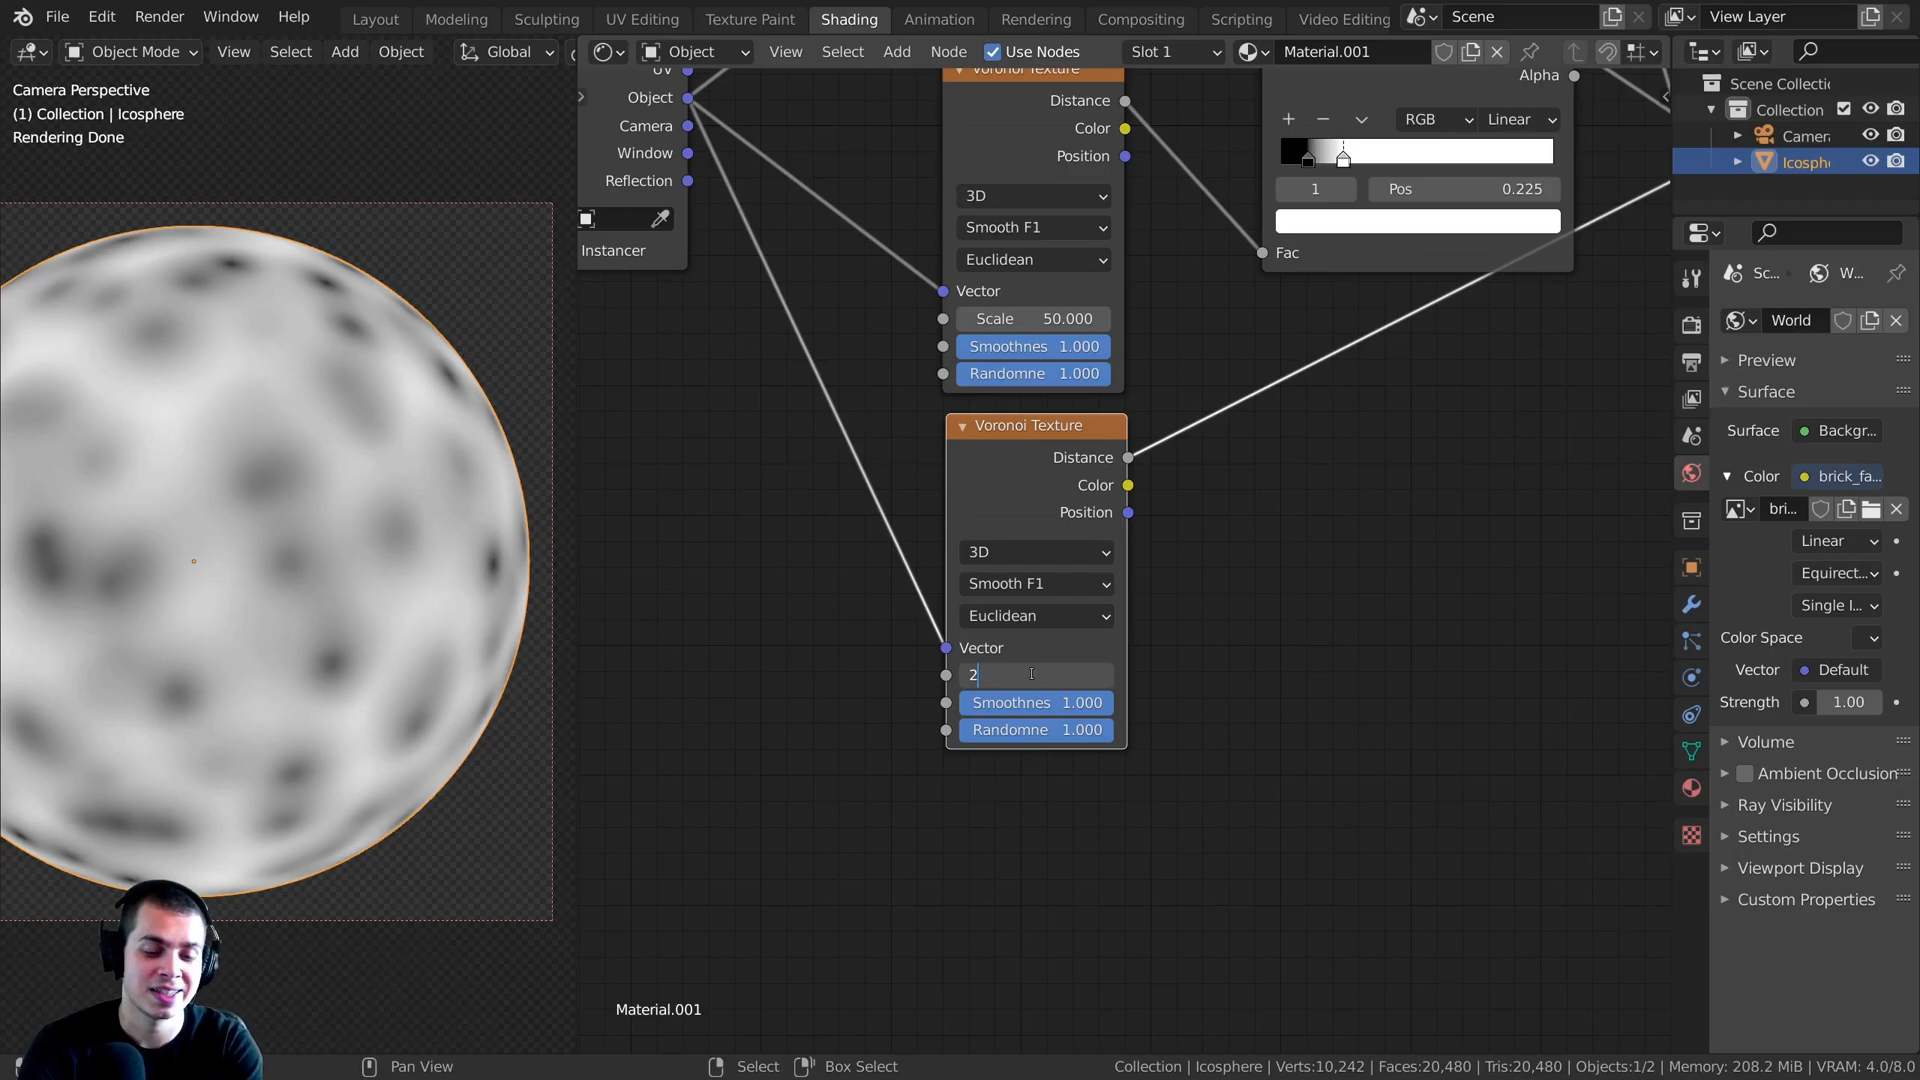 File Edit Render Window Help Layout Modeling Sculpting UV Editing Texture Paint Shading Animation Rendering Compositing Scripting Video Editing Scene View Layer
Object Mode View Select Add Object Global Object View Select Add Node Use Nodes Slot 1 Material.001
Camera Perspective
(1) Collection | Icosphere
Rendering Done
UV
Object
Camera
Window
Reflection
Instancer
Voronoi Texture
Distance
Color
Position
3D
Smooth F1
Euclidean
Vector
Scale 50.000
Smoothnes 1.000
Randomne 1.000
Alpha
RGB Linear
1 Pos 0.225
Fac
Voronoi Texture
Distance
Color
Position
3D
Smooth F1
Euclidean
Vector
2
Smoothnes 1.000
Randomne 1.000
Material.001
Scene Collecti
Collection
Camer
Icosph
Sc... W...
World
Preview
Surface
Surface Backgr...
Color brick_fa...
bri...
Linear
Equirect...
Single I...
Color Space
Vector Default
Strength 1.00
Volume
Ambient Occlusion
Ray Visibility
Settings
Viewport Display
Custom Properties
Pan View Select Box Select Collection | Icosphere | Verts:10,242 | Faces:20,480 | Tris:20,480 | Objects:1/2 | Memory: 208.2 MiB | VRAM: 4.0/8.0